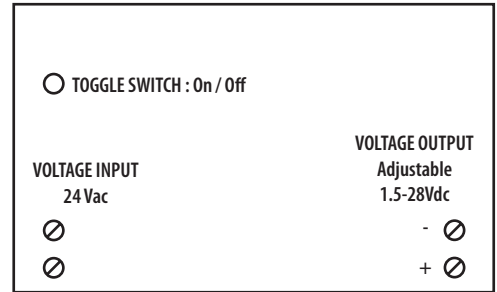 TOGGLE SWITCH : On / Off
VOLTAGE INPUT
24 Vac
VOLTAGE OUTPUT
Adjustable
1.5-28Vdc
-
+